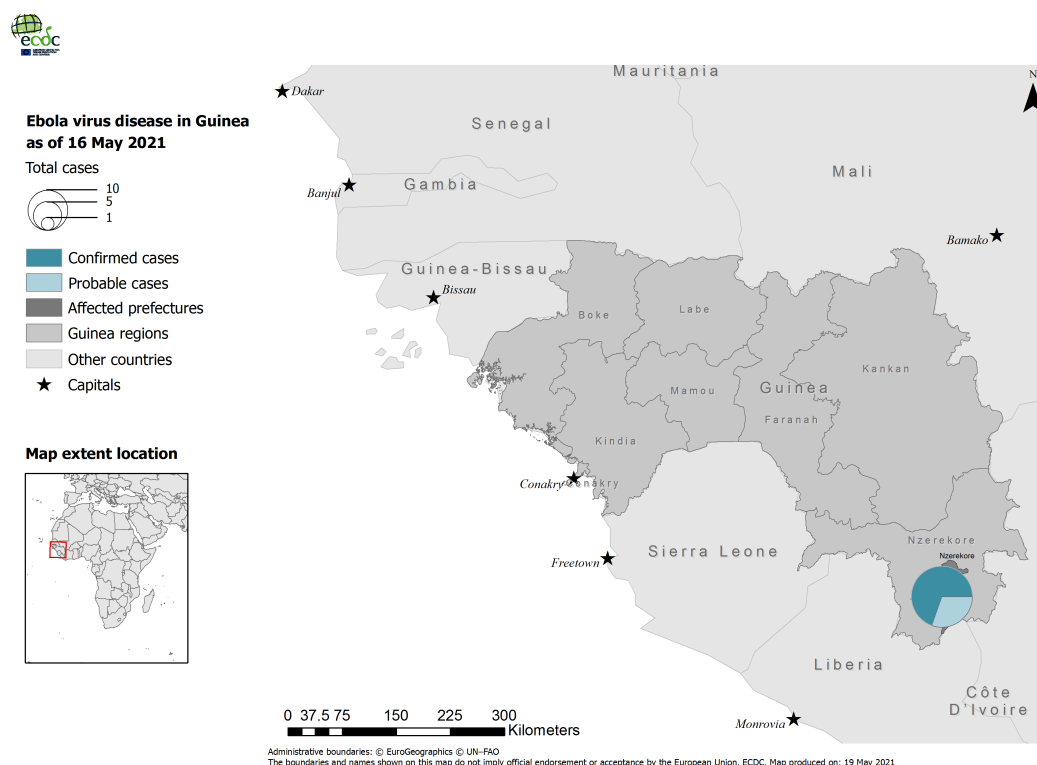 ecdc
Ebola virus disease in Guinea
as of 16 May 2021
Total cases
10
5
1
Confirmed cases
Probable cases
Affected prefectures
Guinea regions
Other countries
Capitals
Map extent location
Mauritania
N
Dakar
Senegal
Mali
Banjul
Gambia
Bamako
Guinea-Bissau
Bissau
Boke
Labe
Kankan
Mamou
Guinea
Faranah
Kindia
Conakry
Conakry
Nzerekore
Sierra Leone
Nzerekore
Freetown
Liberia
Côte
D'Ivoire
Monrovia
0 37.5 75 150 225 300
Kilometers
Administrative boundaries: © EuroGeographics © UN–FAO
The boundaries and names shown on this map do not imply official endorsement or acceptance by the European Union. ECDC. Map produced on: 19 May 2021